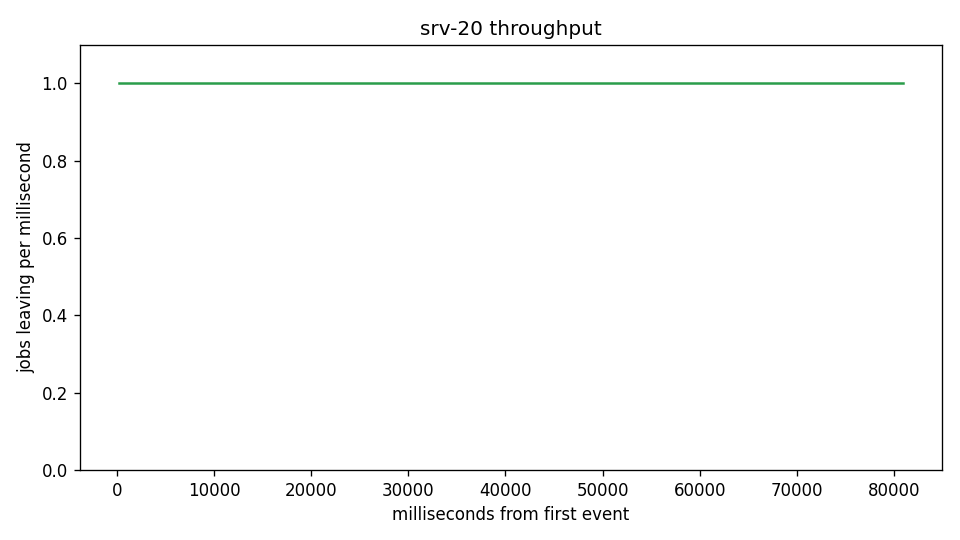 srv-20 throughput
jobs leaving per millisecond
1.0
0.8
0.6
0.4
0.2
0.0
0 10000 20000 30000 40000 50000 60000 70000 80000
milliseconds from first event